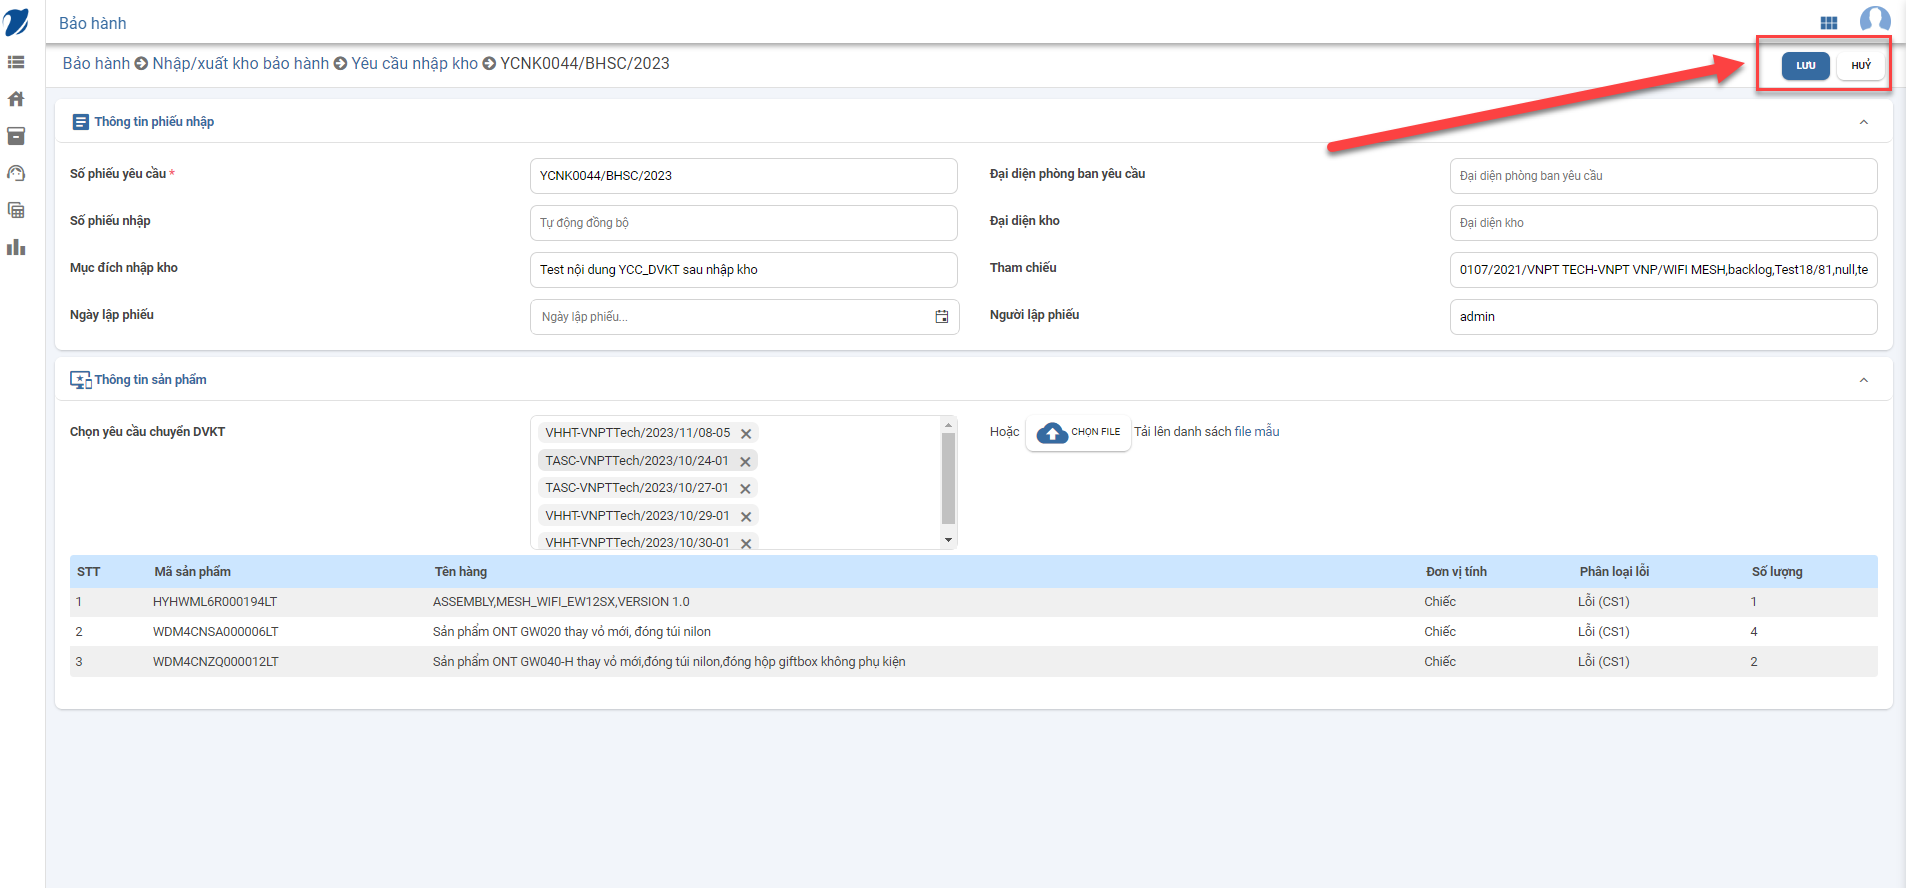 Bảo hành
Bảo hành Nhập/xuất kho bảo hành Yêu cầu nhập kho YCNK0044/BHSC/2023
LƯU HUỶ
Thông tin phiếu nhập
Số phiếu yêu cầu * YCNK0044/BHSC/2023 Đại diện phòng ban yêu cầu Đại diện phòng ban yêu cầu
Số phiếu nhập Tự động đồng bộ Đại diện kho Đại diện kho
Mục đích nhập kho Test nội dung YCC_DVKT sau nhập kho Tham chiếu 0107/2021/VNPT TECH-VNPT VNP/WIFI MESH,backlog,Test18/81,null,te
Ngày lập phiếu Ngày lập phiếu... Người lập phiếu admin
Thông tin sản phẩm
Chọn yêu cầu chuyển DVKT VHHT-VNPTTech/2023/11/08-05 Hoặc CHỌN FILE Tải lên danh sách file mẫu
TASC-VNPTTech/2023/10/24-01
TASC-VNPTTech/2023/10/27-01
VHHT-VNPTTech/2023/10/29-01
VHHT-VNPTTech/2023/10/30-01
STT Mã sản phẩm Tên hàng Đơn vị tính Phân loại lỗi Số lượng
1 HYHWML6R000194LT ASSEMBLY,MESH_WIFI_EW12SX,VERSION 1.0 Chiếc Lỗi (CS1) 1
2 WDM4CNSA000006LT Sản phẩm ONT GW020 thay vỏ mới, đóng túi nilon Chiếc Lỗi (CS1) 4
3 WDM4CNZQ000012LT Sản phẩm ONT GW040-H thay vỏ mới,đóng túi nilon,đóng hộp giftbox không phụ kiện Chiếc Lỗi (CS1) 2